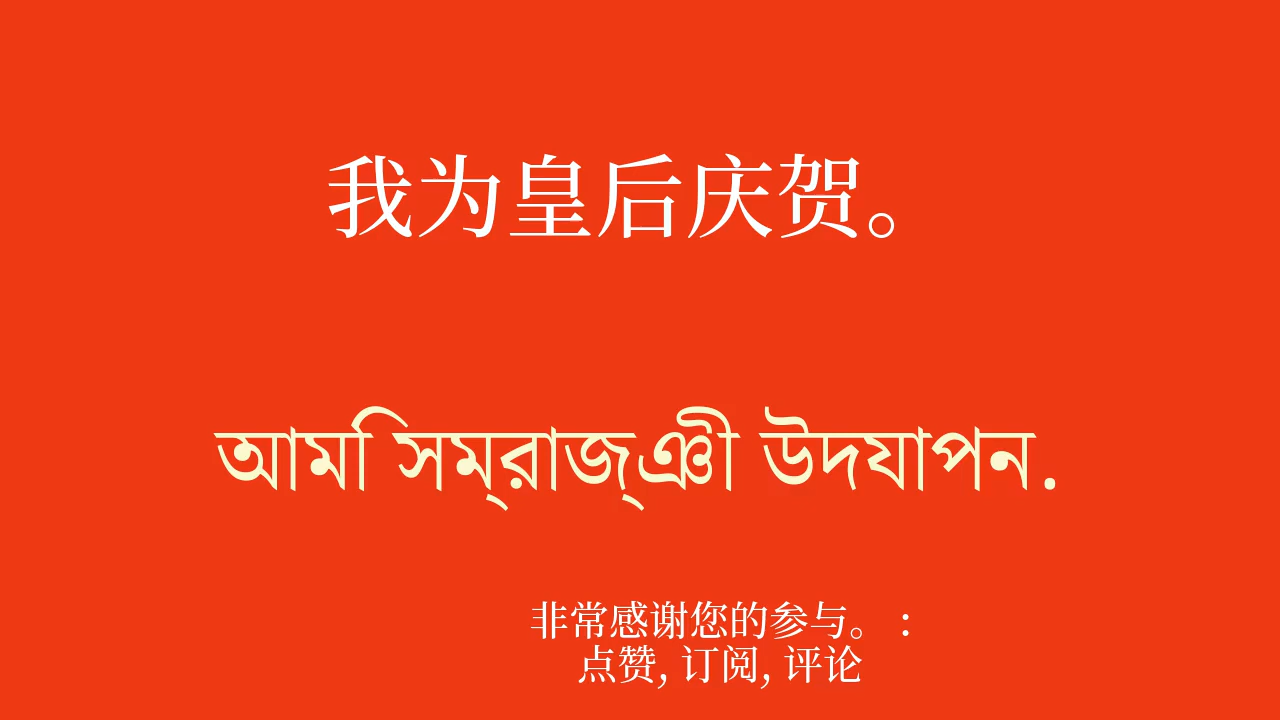 我为皇后庆贺。
আমি সম্রাজ্ঞী উদযাপন.
非常感谢您的参与。 :
点赞, 订阅, 评论